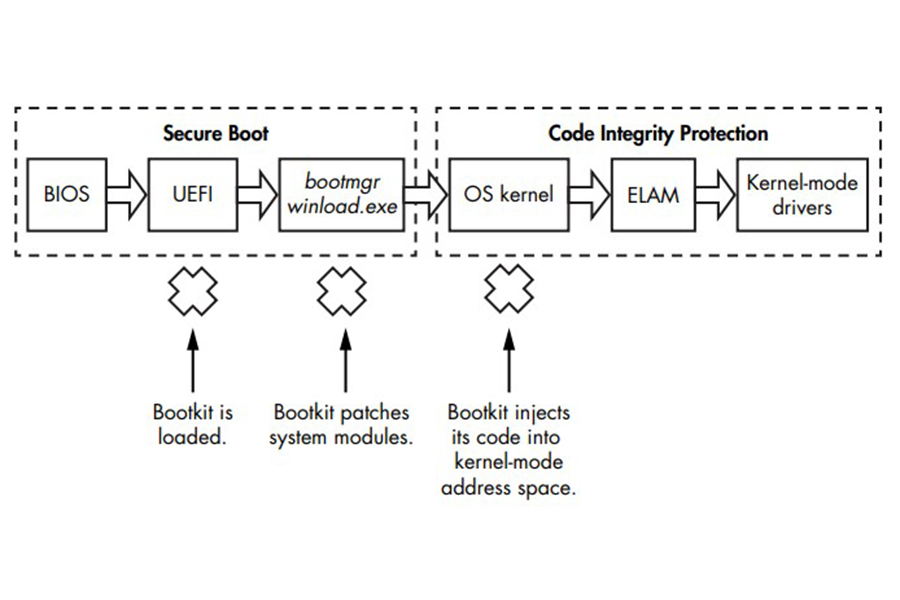 Secure Boot
Code Integrity Protection
BIOS
UEFI
bootmgr
winload.exe
OS kernel
ELAM
Kernel-mode
drivers
Bootkit is
loaded.
Bootkit patches
system modules.
Bootkit injects
its code into
kernel-mode
address space.